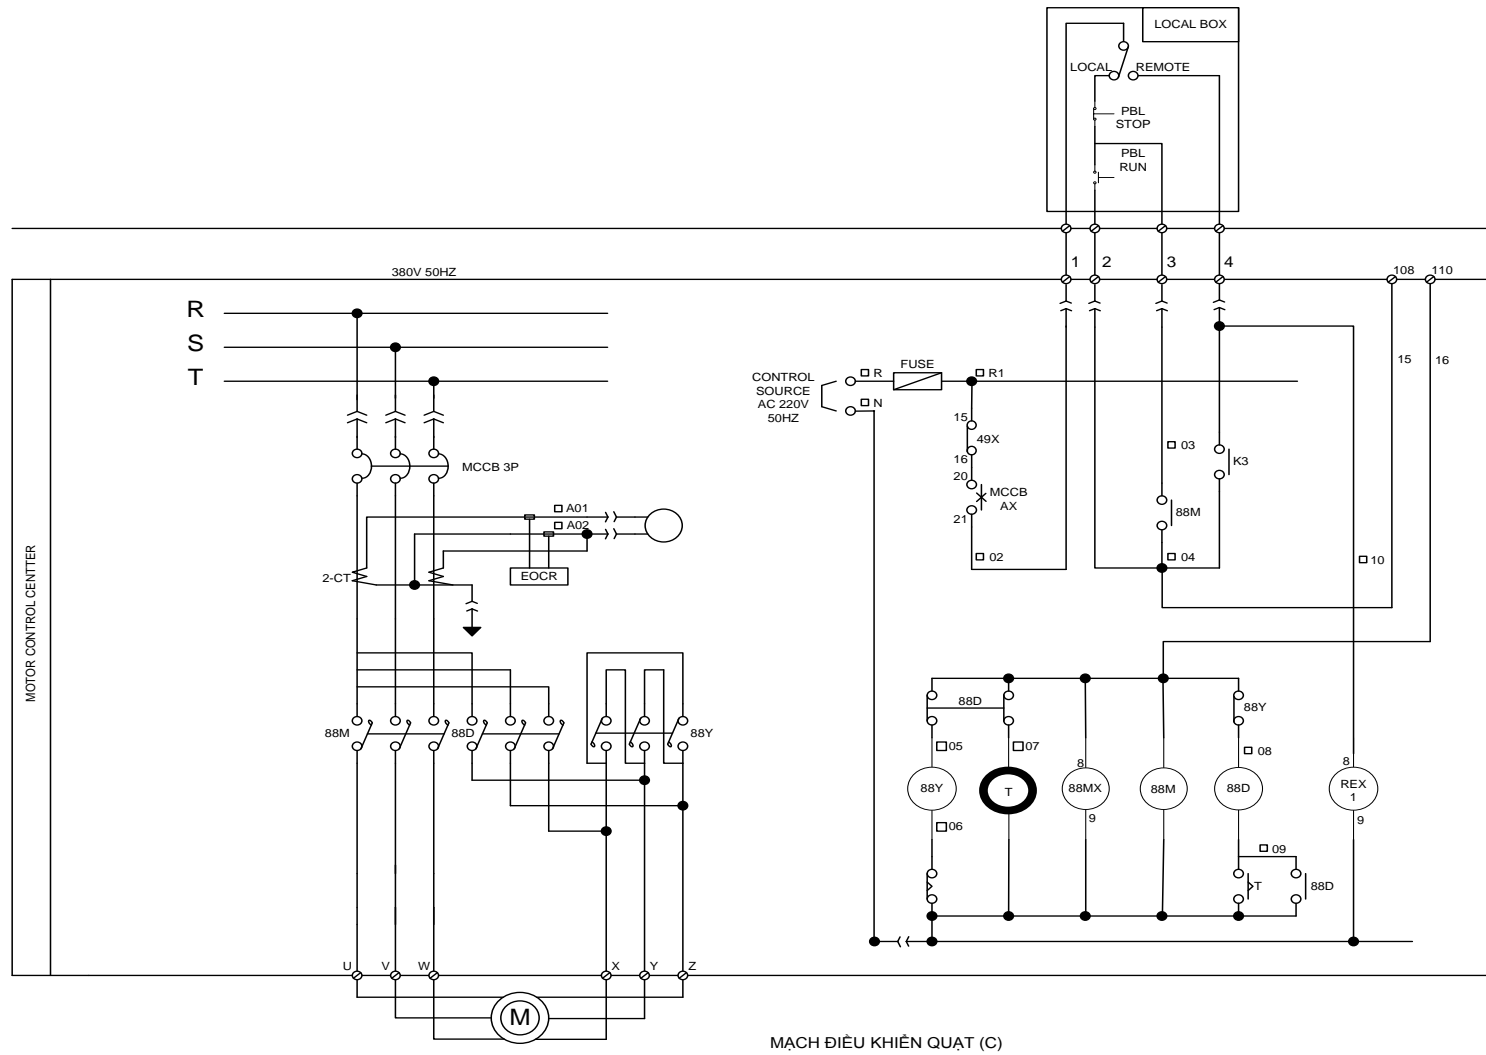 LOCAL BOX
LOCAL
REMOTE
PBL
STOP
PBL
RUN
1
2
3
4
108
110
380V 50HZ
R
S
T
15
16
CONTROL
SOURCE
AC 220V
50HZ
R
FUSE
R1
N
15
49X
16
20
MCCB
AX
21
02
03
K3
88M
04
10
MCCB 3P
A01
A02
2-CT
EOCR
MOTOR CONTROL CENTTER
88M
88D
88Y
88D
88Y
05
07
08
8
8
88Y
T
88MX
88M
88D
REX
1
06
9
9
09
T
88D
U
V
W
X
Y
Z
M
MẠCH ĐIỀU KHIỂN QUẠT (C)